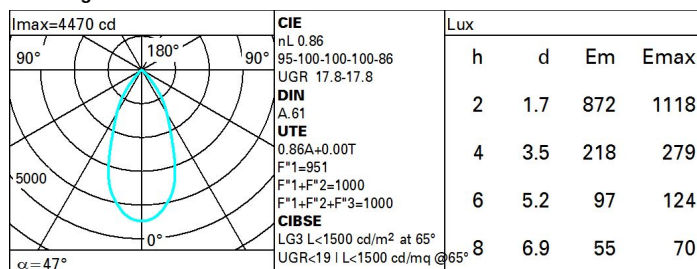 Imax=4470 cd
90° 180° 90°
5000
0°
α=47°
CIE
nL 0.86
95-100-100-100-86
UGR 17.8-17.8
DIN
A.61
UTE
0.86A+0.00T
F"1=951
F"1+F"2=1000
F"1+F"2+F"3=1000
CIBSE
LG3 L<1500 cd/m² at 65°
UGR<19 | L<1500 cd/mq @65°
Lux
h d Em Emax
2 1.7 872 1118
4 3.5 218 279
6 5.2 97 124
8 6.9 55 70